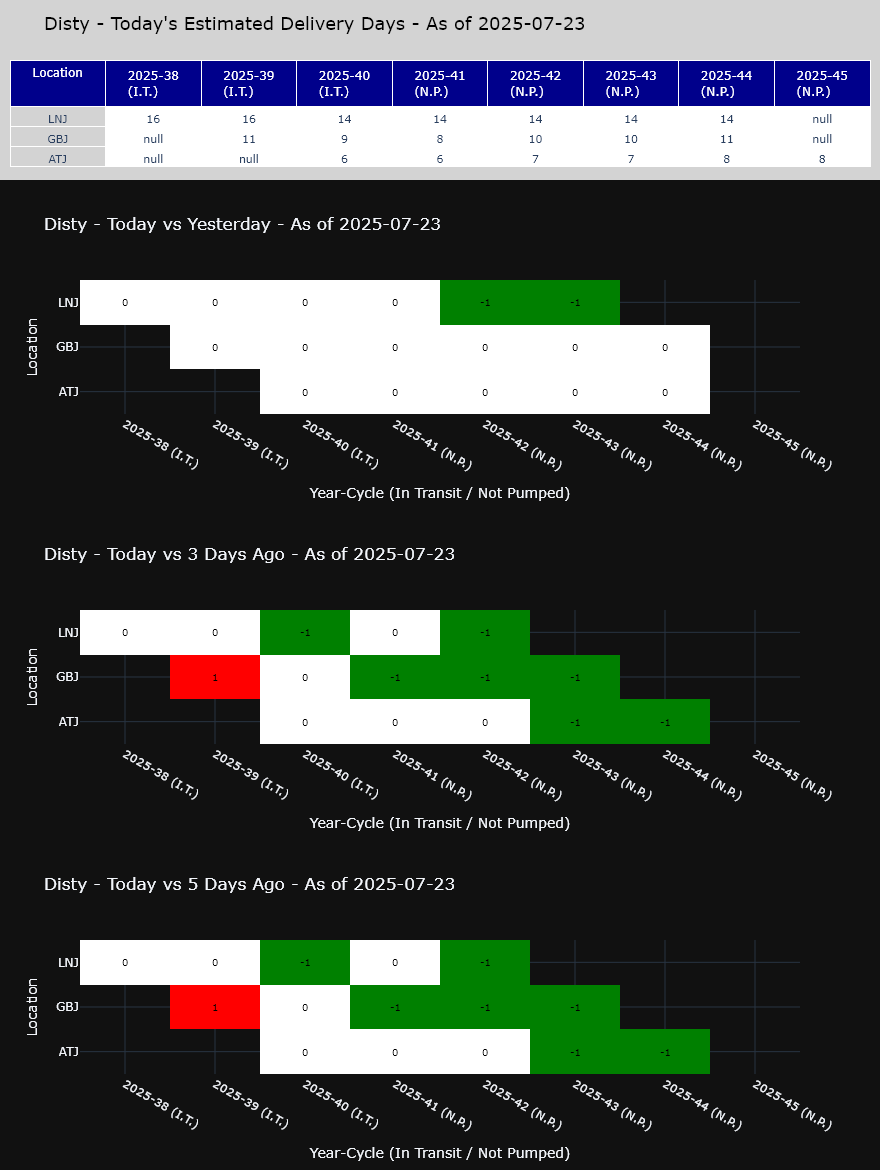 Disty - Today's Estimated Delivery Days - As of 2025-07-23
Location 2025-38 (I.T.) 2025-39 (I.T.) 2025-40 (I.T.) 2025-41 (N.P.) 2025-42 (N.P.) 2025-43 (N.P.) 2025-44 (N.P.) 2025-45 (N.P.)
LNJ 16 16 14 14 14 14 14 null
GBJ null 11 9 8 10 10 11 null
ATJ null null 6 6 7 7 8 8
Disty - Today vs Yesterday - As of 2025-07-23
Location
LNJ 0 0 0 0 -1 -1
GBJ 0 0 0 0 0 0
ATJ 0 0 0 0 0
2025-38 (I.T.) 2025-39 (I.T.) 2025-40 (I.T.) 2025-41 (N.P.) 2025-42 (N.P.) 2025-43 (N.P.) 2025-44 (N.P.) 2025-45 (N.P.)
Year-Cycle (In Transit / Not Pumped)
Disty - Today vs 3 Days Ago - As of 2025-07-23
Location
LNJ 0 0 -1 0 -1
GBJ 1 0 -1 -1 -1
ATJ 0 0 0 -1 -1
2025-38 (I.T.) 2025-39 (I.T.) 2025-40 (I.T.) 2025-41 (N.P.) 2025-42 (N.P.) 2025-43 (N.P.) 2025-44 (N.P.) 2025-45 (N.P.)
Year-Cycle (In Transit / Not Pumped)
Disty - Today vs 5 Days Ago - As of 2025-07-23
Location
LNJ 0 0 -1 0 -1
GBJ 1 0 -1 -1 -1
ATJ 0 0 0 -1 -1
2025-38 (I.T.) 2025-39 (I.T.) 2025-40 (I.T.) 2025-41 (N.P.) 2025-42 (N.P.) 2025-43 (N.P.) 2025-44 (N.P.) 2025-45 (N.P.)
Year-Cycle (In Transit / Not Pumped)